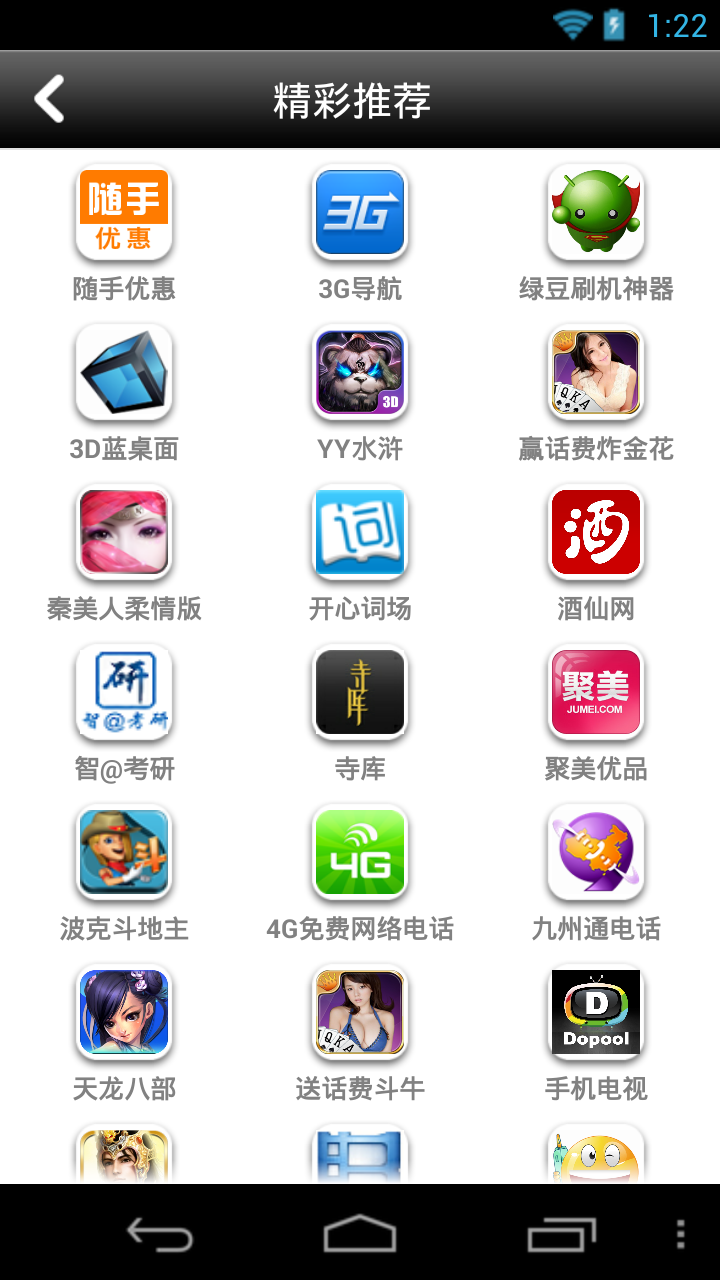 1:22
精彩推荐
随手
优惠
3G
随手优惠
3G导航
绿豆刷机神器
3D
JQKA
3D蓝桌面
YY水浒
赢话费炸金花
词
酒
秦美人柔情版
开心词场
酒仙网
研
智@考研
寺库
聚美
JUMEI.COM
智@考研
寺库
聚美优品
斗
4G
波克斗地主
4G免费网络电话
九州通电话
JQKA
D
Dopool
天龙八部
送话费斗牛
手机电视